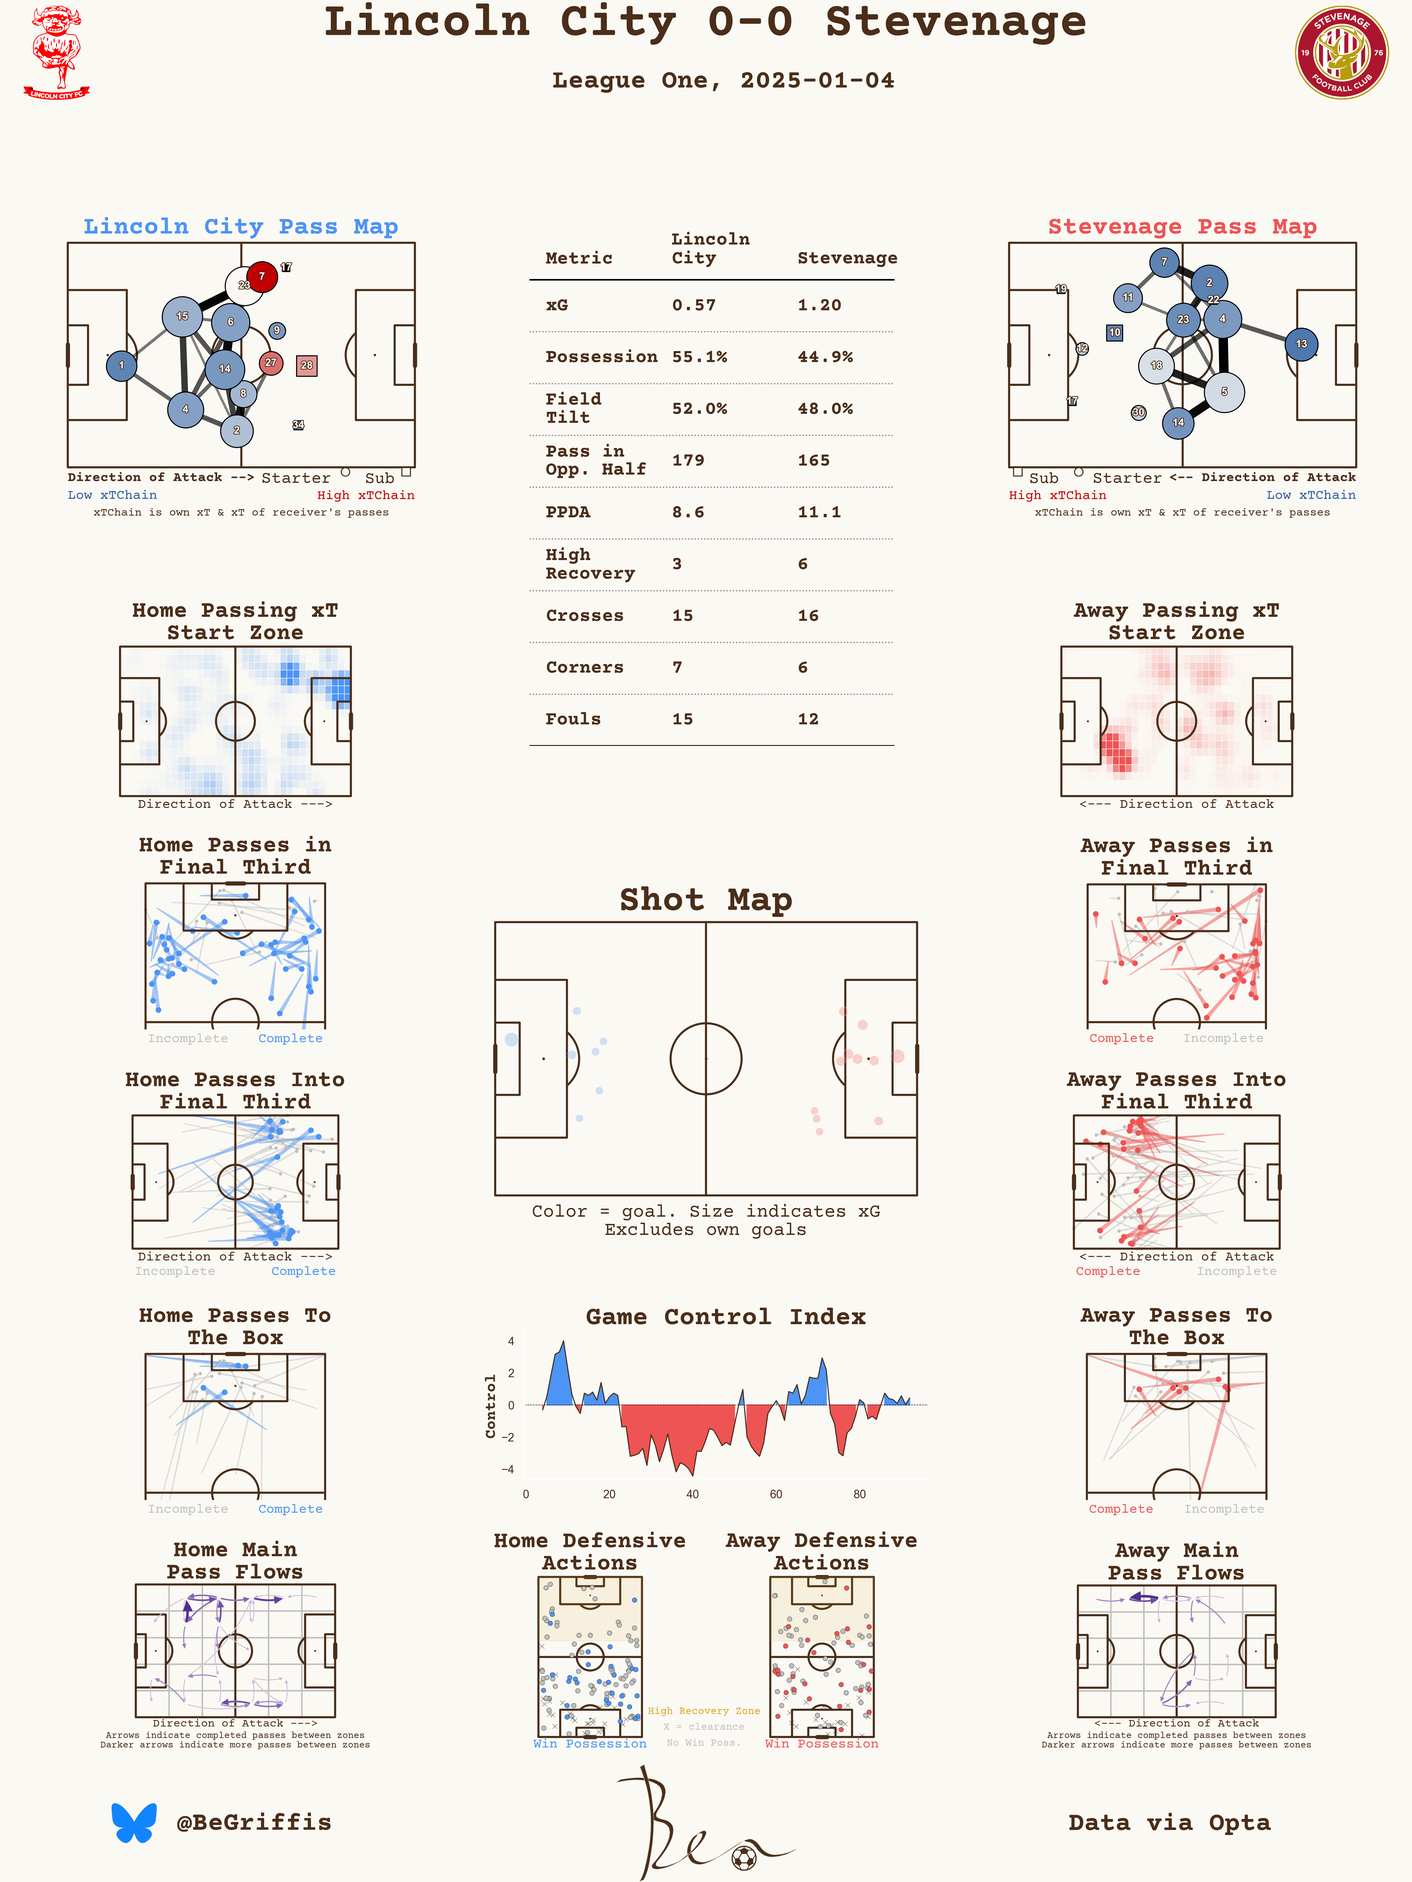 Lincoln City 0-0 Stevenage
League One, 2025-01-04
LINCOLN CITY FC
STEVENAGE
19 76
FOOTBALL CLUB
Lincoln City Pass Map
7
17
23
15
6
9
1
14
27
28
8
4
2
34
Direction of Attack --> Starter Sub
Low xTChain High xTChain
xTChain is own xT & xT of receiver's passes
Metric Lincoln City Stevenage
xG 0.57 1.20
Possession 55.1% 44.9%
Field Tilt 52.0% 48.0%
Pass in Opp. Half 179 165
PPDA 8.6 11.1
High Recovery 3 6
Crosses 15 16
Corners 7 6
Fouls 15 12
Stevenage Pass Map
7
2
19
11
22
23
4
10
12
13
18
5
17
30
14
Sub Starter <-- Direction of Attack
High xTChain Low xTChain
xTChain is own xT & xT of receiver's passes
Home Passing xT
Start Zone
Direction of Attack --->
Away Passing xT
Start Zone
<--- Direction of Attack
Home Passes in
Final Third
Incomplete Complete
Away Passes in
Final Third
Complete Incomplete
Shot Map
Color = goal. Size indicates xG
Excludes own goals
Home Passes Into
Final Third
Direction of Attack --->
Incomplete Complete
Away Passes Into
Final Third
<--- Direction of Attack
Complete Incomplete
Home Passes To
The Box
Incomplete Complete
Game Control Index
Control
4
2
0
−2
−4
0 20 40 60 80
Away Passes To
The Box
Complete Incomplete
Home Main
Pass Flows
Direction of Attack --->
Arrows indicate completed passes between zones
Darker arrows indicate more passes between zones
Home Defensive
Actions
Win Possession
Away Defensive
Actions
Win Possession
High Recovery Zone
X = clearance
No Win Poss.
Away Main
Pass Flows
<--- Direction of Attack
Arrows indicate completed passes between zones
Darker arrows indicate more passes between zones
@BeGriffis
Ben
Data via Opta